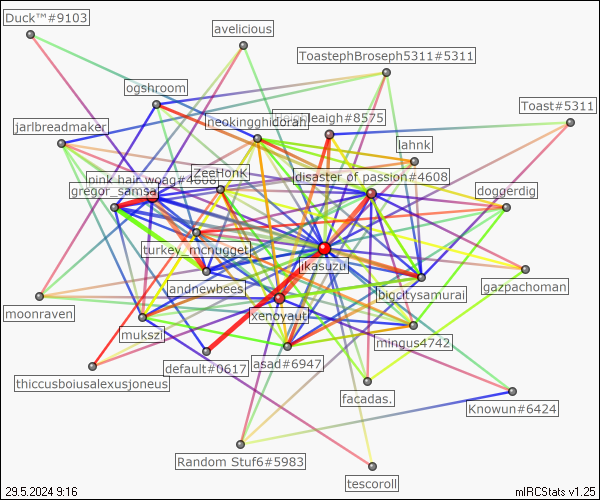 Duck™#9103
avelicious
ToastephBroseph5311#5311
ogshroom
Toast#5311
neokingghidorah
leigh#8575
jarlbreadmaker
lahnk
ZeeHonk
pink hair woag#4608
disaster of passion#4608
gregor_samsa
doggerdig
turkey_mcnugget
jikasuzu
gazpachoman
andnewbees
bigcitysamurai
moonraven
xenoyaut
mukszi
mingus4742
default#0617
asad#6947
thiccusboiusalexusjoneus
facadas.
Knowun#6424
Random Stuf6#5983
tescoroll
29.5.2024 9:16
mIRCStats v1.25